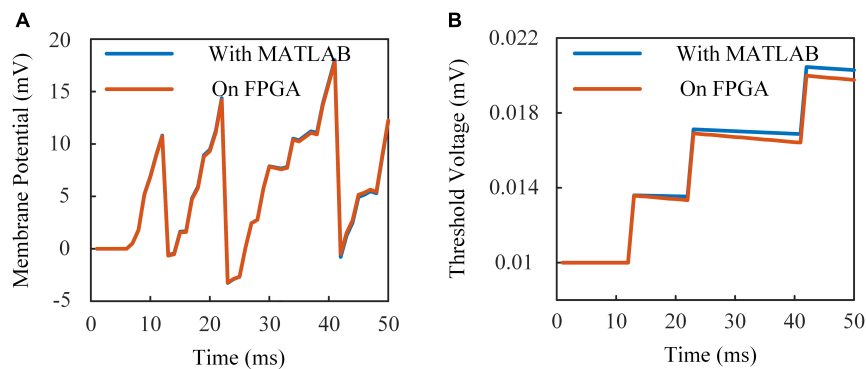 A
With MATLAB
On FPGA
Membrane Potential (mV)
20
15
10
5
0
-5
0
10
20
30
40
50
Time (ms)
B
With MATLAB
On FPGA
Threshold Voltage (mV)
0.022
0.018
0.014
0.01
0
10
20
30
40
50
Time (ms)